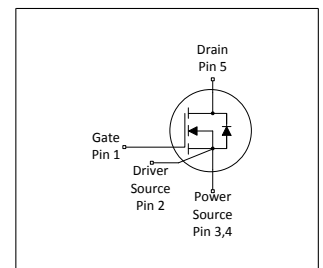 Drain
Pin 5
Gate
Pin 1
Driver
Source
Pin 2
Power
Source
Pin 3,4